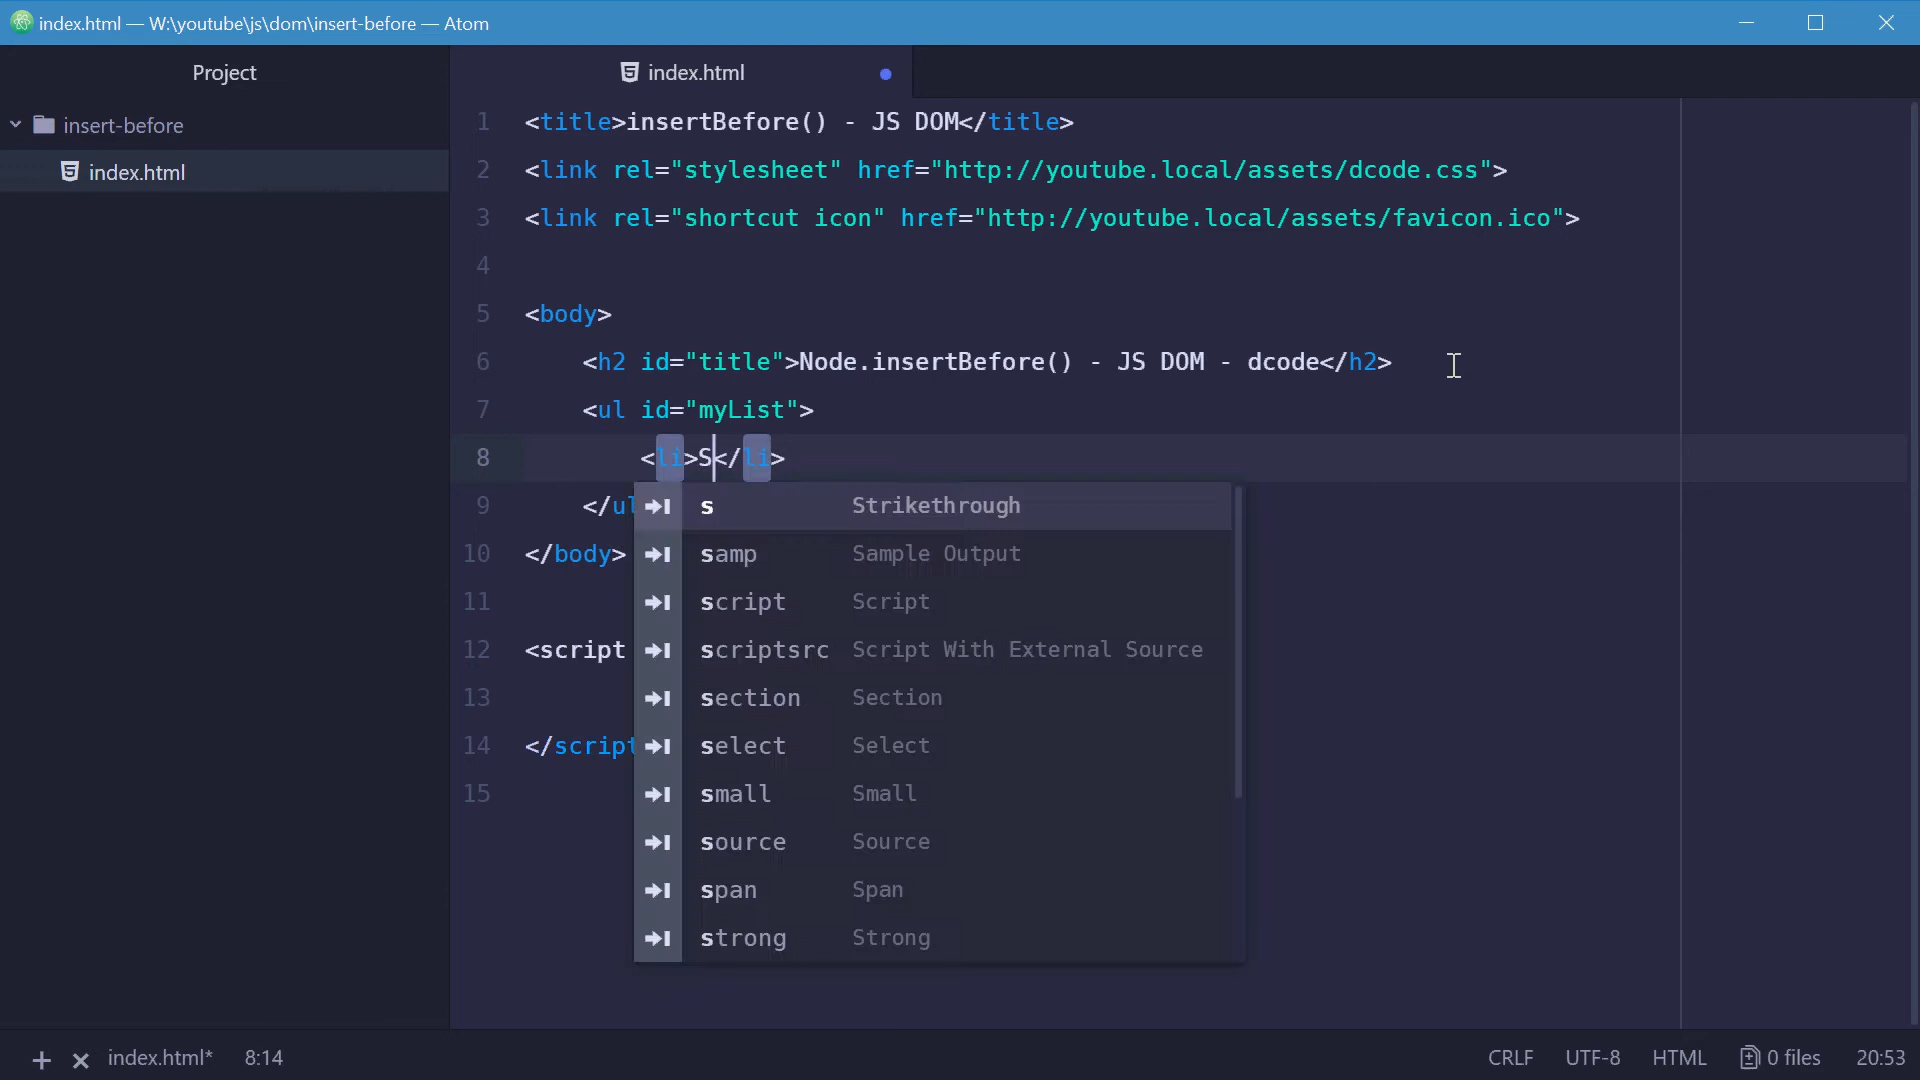 index.html — W:\youtube\js\dom\insert-before — Atom
Project
insert-before
index.html
index.html
1 <title>insertBefore() - JS DOM</title>
2 <link rel="stylesheet" href="http://youtube.local/assets/dcode.css">
3 <link rel="shortcut icon" href="http://youtube.local/assets/favicon.ico">
4
5 <body>
6 <h2 id="title">Node.insertBefore() - JS DOM - dcode</h2>
7 <ul id="myList">
8 <li>S</li>
9 </ul
10 </body>
11
12 <script
13
14 </script
15
s Strikethrough
samp Sample Output
script Script
scriptsrc Script With External Source
section Section
select Select
small Small
source Source
span Span
strong Strong
index.html* 8:14 CRLF UTF-8 HTML 0 files 20:53